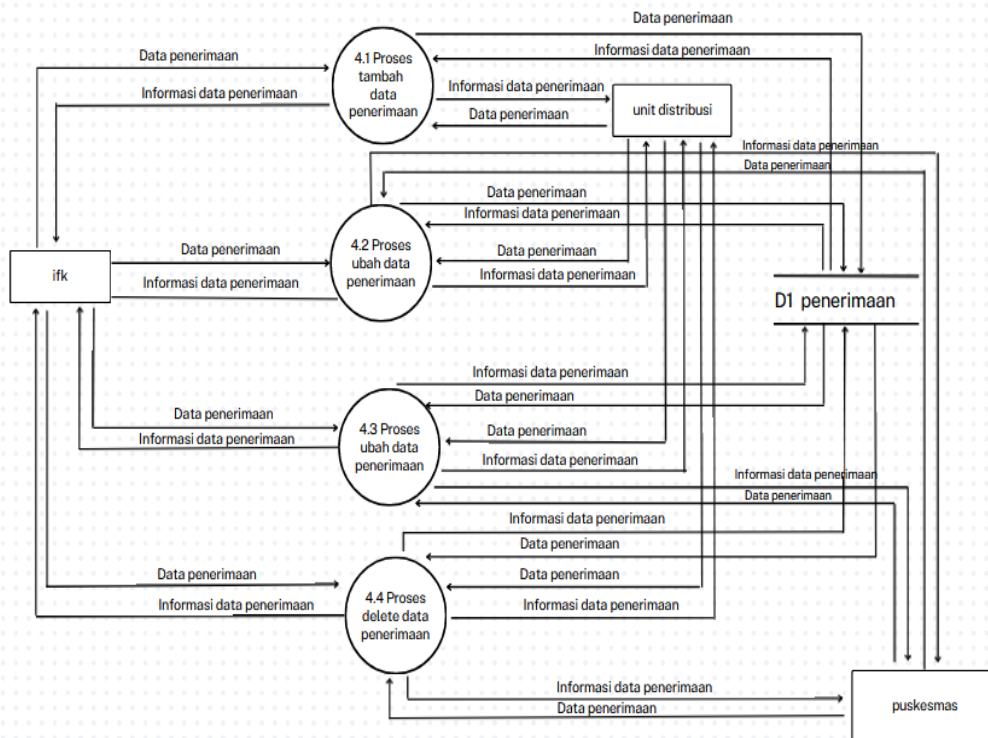 Data penerimaan
Informasi data penerimaan
Data penerimaan
Informasi data penerimaan
4.1 Proses
tambah
data
penerimaan
Informasi data penerimaan
Data penerimaan
unit distribusi
Informasi data penerimaan
Data penerimaan
Data penerimaan
Informasi data penerimaan
ifk
Data penerimaan
Informasi data penerimaan
4.2 Proses
ubah data
penerimaan
Data penerimaan
Informasi data penerimaan
D1 penerimaan
Informasi data penerimaan
Data penerimaan
Data penerimaan
Informasi data penerimaan
4.3 Proses
ubah data
penerimaan
Data penerimaan
Informasi data penerimaan
Informasi data penerimaan
Data penerimaan
Informasi data penerimaan
Data penerimaan
Data penerimaan
Informasi data penerimaan
4.4 Proses
delete data
penerimaan
Data penerimaan
Informasi data penerimaan
Informasi data penerimaan
Data penerimaan
puskesmas